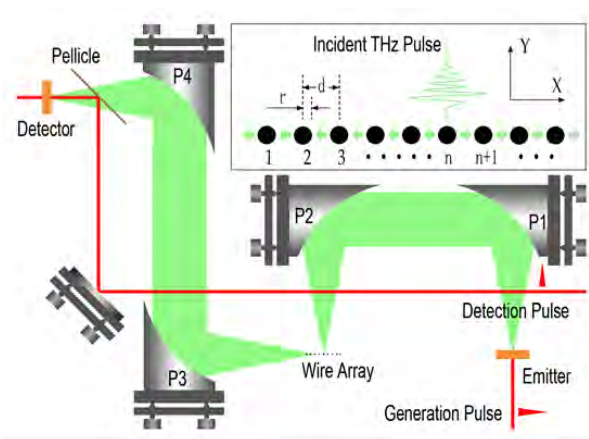 Incident THz Pulse
Y
X
d
r
1 2 3 n n+1
Pellicle
P4
Detector
P2
P1
Detection Pulse
P3
Wire Array
Emitter
Generation Pulse